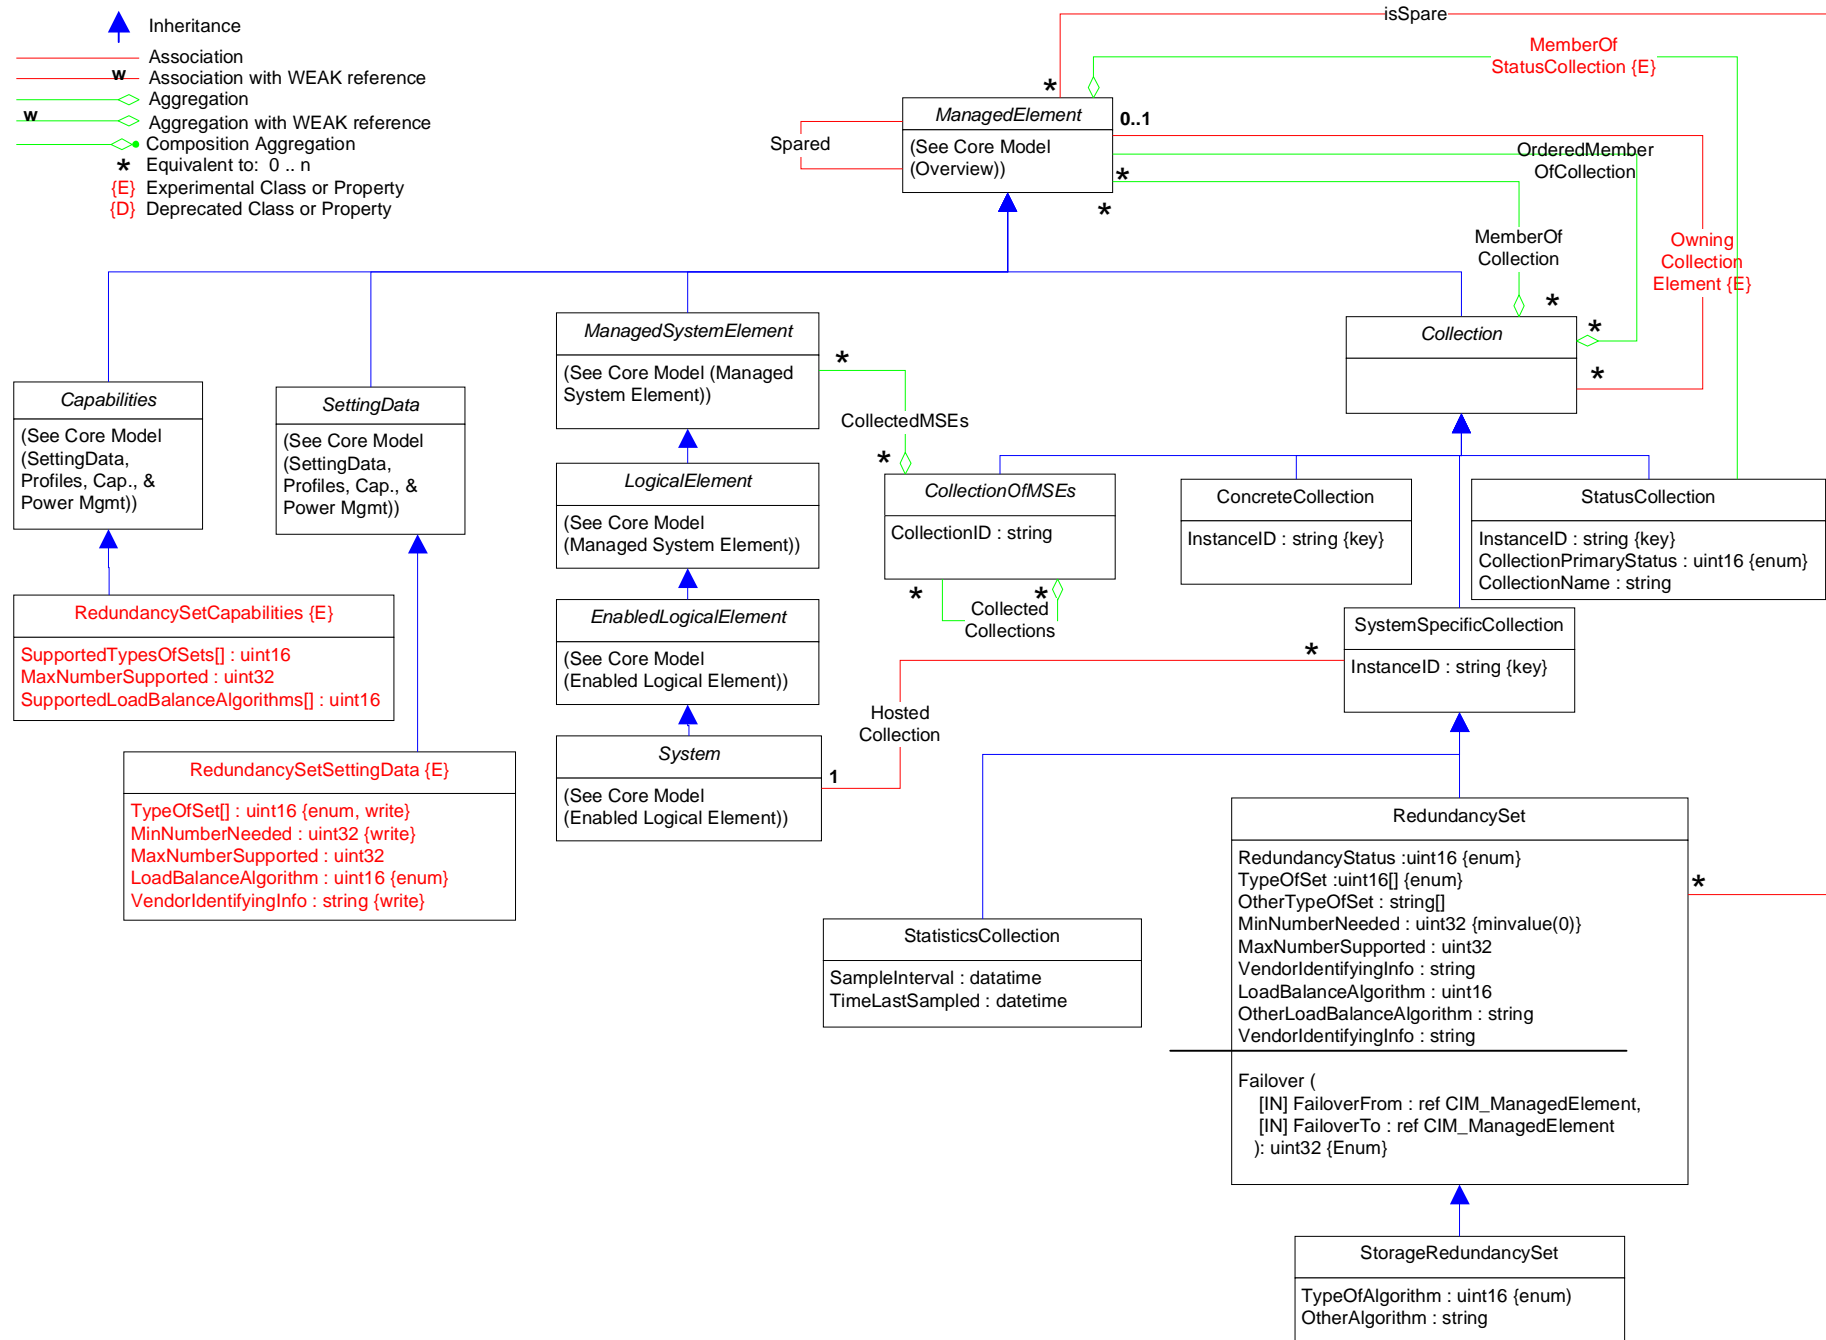 Inheritance
Association
w
Association with WEAK reference
Aggregation
w
Aggregation with WEAK reference
Composition Aggregation
* Equivalent to: 0 .. n
{E} Experimental Class or Property
{D} Deprecated Class or Property
isSpare
MemberOf
StatusCollection {E}
*
ManagedElement
0..1
(See Core Model
(Overview))
Spared
OrderedMember
OfCollection
*
*
MemberOf
Collection
Owning
Collection
Element {E}
*
*
*
Collection
ManagedSystemElement
(See Core Model (Managed
System Element))
*
CollectedMSEs
*
Capabilities
(See Core Model
(SettingData,
Profiles, Cap., &
Power Mgmt))
SettingData
(See Core Model
(SettingData,
Profiles, Cap., &
Power Mgmt))
LogicalElement
(See Core Model
(Managed System Element))
CollectionOfMSEs
CollectionID : string
*
*
Collected
Collections
ConcreteCollection
InstanceID : string {key}
StatusCollection
InstanceID : string {key}
CollectionPrimaryStatus : uint16 {enum}
CollectionName : string
RedundancySetCapabilities {E}
SupportedTypesOfSets[] : uint16
MaxNumberSupported : uint32
SupportedLoadBalanceAlgorithms[] : uint16
EnabledLogicalElement
(See Core Model
(Enabled Logical Element))
SystemSpecificCollection
InstanceID : string {key}
*
Hosted
Collection
1
System
(See Core Model
(Enabled Logical Element))
RedundancySetSettingData {E}
TypeOfSet[] : uint16 {enum, write}
MinNumberNeeded : uint32 {write}
MaxNumberSupported : uint32
LoadBalanceAlgorithm : uint16 {enum}
VendorIdentifyingInfo : string {write}
RedundancySet
RedundancyStatus :uint16 {enum}
TypeOfSet :uint16[] {enum}
OtherTypeOfSet : string[]
MinNumberNeeded : uint32 {minvalue(0)}
MaxNumberSupported : uint32
VendorIdentifyingInfo : string
LoadBalanceAlgorithm : uint16
OtherLoadBalanceAlgorithm : string
VendorIdentifyingInfo : string
*
Failover (
[IN] FailoverFrom : ref CIM_ManagedElement,
[IN] FailoverTo : ref CIM_ManagedElement
): uint32 {Enum}
StatisticsCollection
SampleInterval : datatime
TimeLastSampled : datetime
StorageRedundancySet
TypeOfAlgorithm : uint16 {enum)
OtherAlgorithm : string